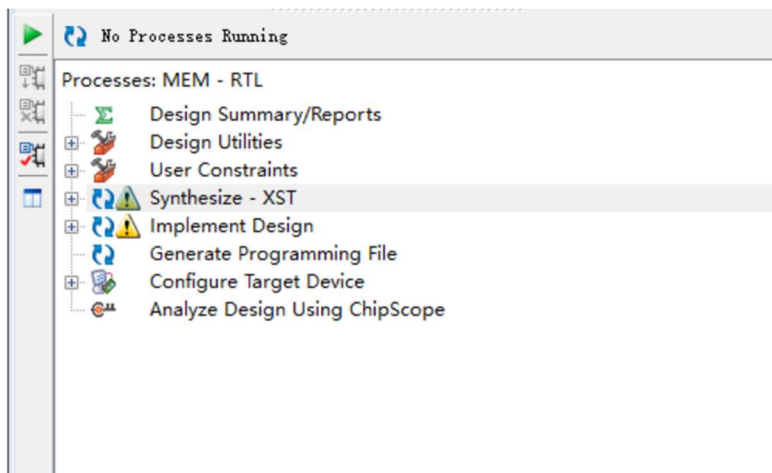 No Processes Running
Processes: MEM - RTL
Design Summary/Reports
Design Utilities
User Constraints
Synthesize - XST
Implement Design
Generate Programming File
Configure Target Device
Analyze Design Using ChipScope